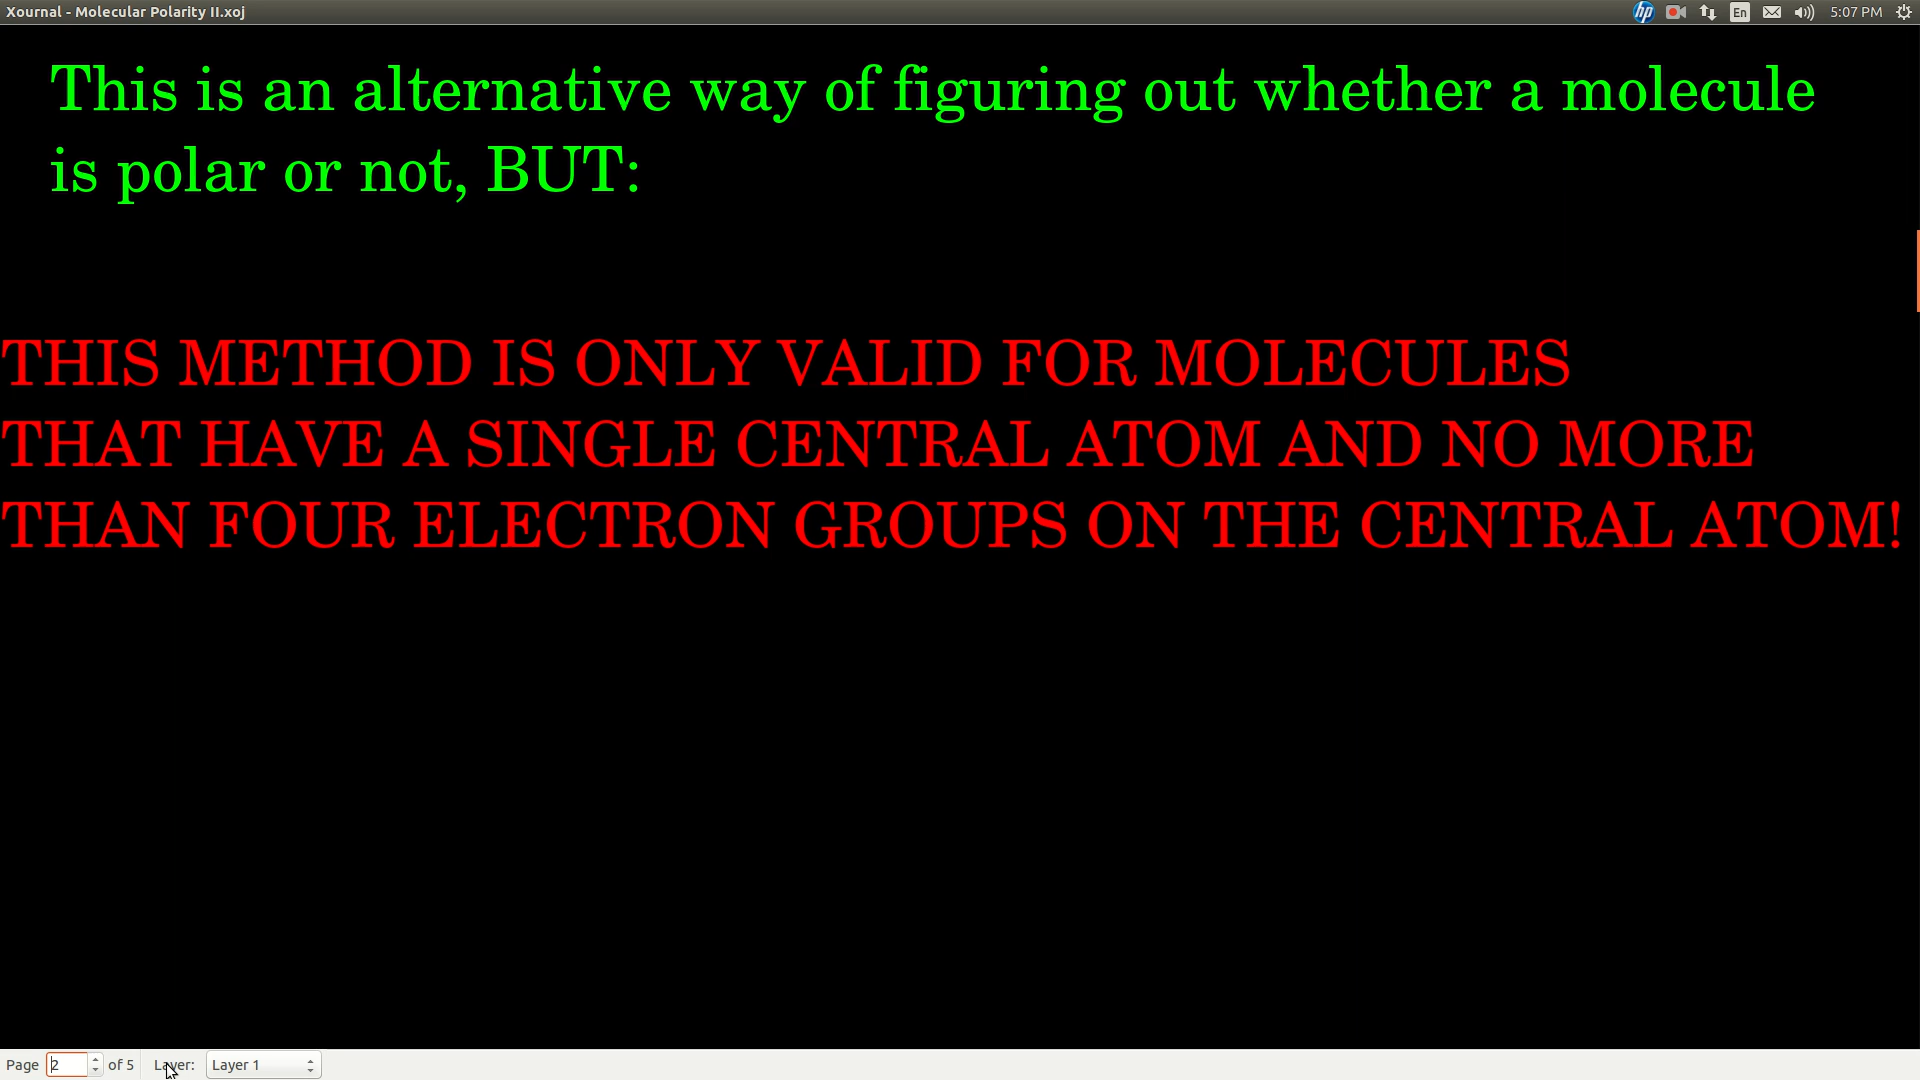 Xournal - Molecular Polarity II.xoj
hp En 5:07 PM
This is an alternative way of figuring out whether a molecule
is polar or not, BUT:
THIS METHOD IS ONLY VALID FOR MOLECULES
THAT HAVE A SINGLE CENTRAL ATOM AND NO MORE
THAN FOUR ELECTRON GROUPS ON THE CENTRAL ATOM!
Page 2 of 5 Layer: Layer 1